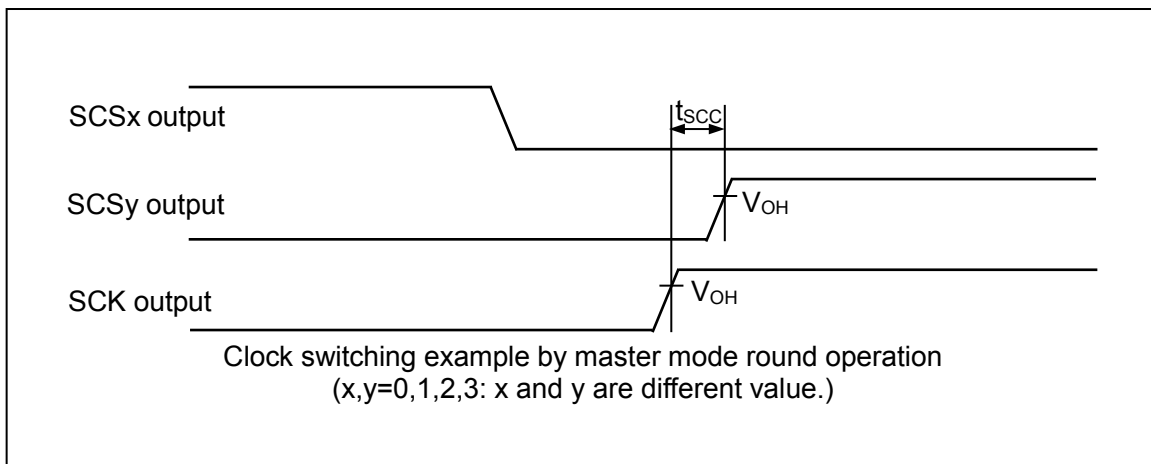 SCSx output
tSCC
SCSy output
VOH
SCK output
VOH
Clock switching example by master mode round operation
(x,y=0,1,2,3: x and y are different value.)